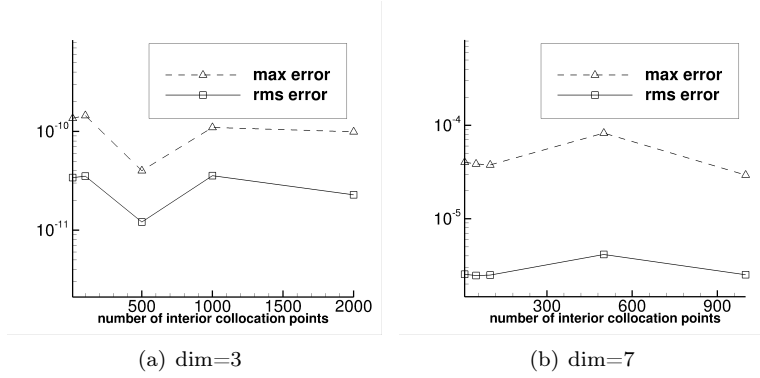 max error
rms error
10-10
10-11
500 1000 1500 2000
number of interior collocation points
(a) dim=3
max error
rms error
10-4
10-5
300 600 900
number of interior collocation points
(b) dim=7